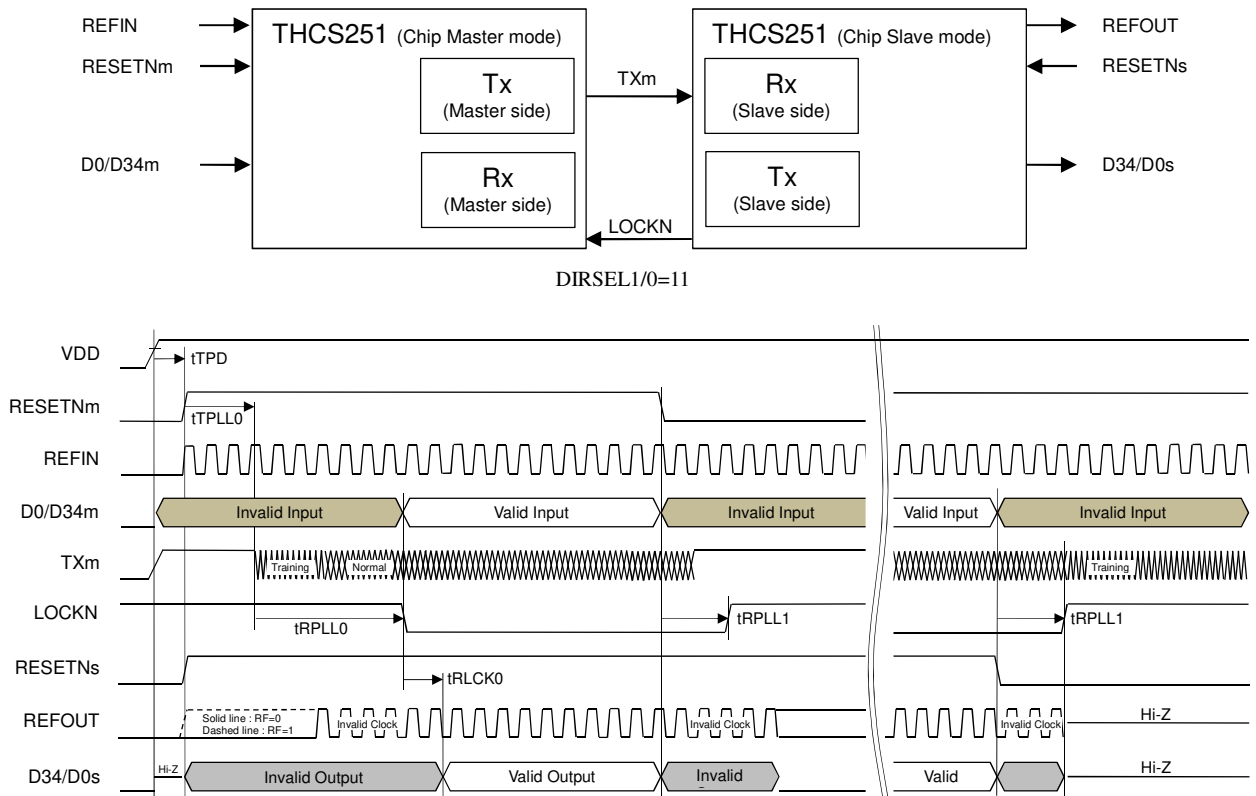 REFIN
RESETNm
D0/D34m
THCS251 (Chip Master mode)
Tx
(Master side)
Rx
(Master side)
TXm
LOCKN
THCS251 (Chip Slave mode)
Rx
(Slave side)
Tx
(Slave side)
REFOUT
RESETNs
D34/D0s
DIRSEL1/0=11
VDD
tTPD
RESETNm
tTPLL0
REFIN
D0/D34m
Invalid Input
Valid Input
Invalid Input
Valid Input
Invalid Input
TXm
Training
Normal
Training
LOCKN
tRPLL0
tRPLL1
tRPLL1
RESETNs
tRLCK0
REFOUT
Solid line : RF=0
Dashed line : RF=1
Invalid Clock
Invalid Clock
Invalid Clock
Hi-Z
D34/D0s
Hi-Z
Invalid Output
Valid Output
Invalid
Valid
Hi-Z